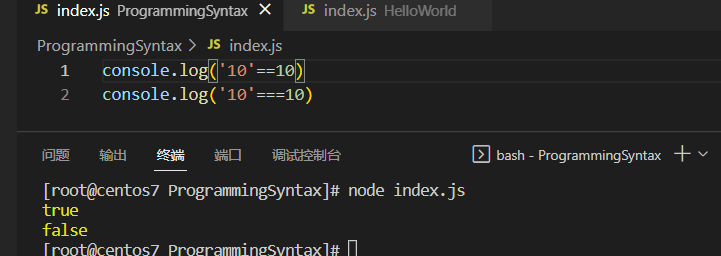 JS index.js ProgrammingSyntax × JS index.js HelloWorld
ProgrammingSyntax > JS index.js
1 console.log('10'==10)
2 console.log('10'===10)
问题 输出 终端 端口 调试控制台 bash - ProgrammingSyntax
[root@centos7 ProgrammingSyntax]# node index.js
true
false
[root@centos7 ProgrammingSyntax]#